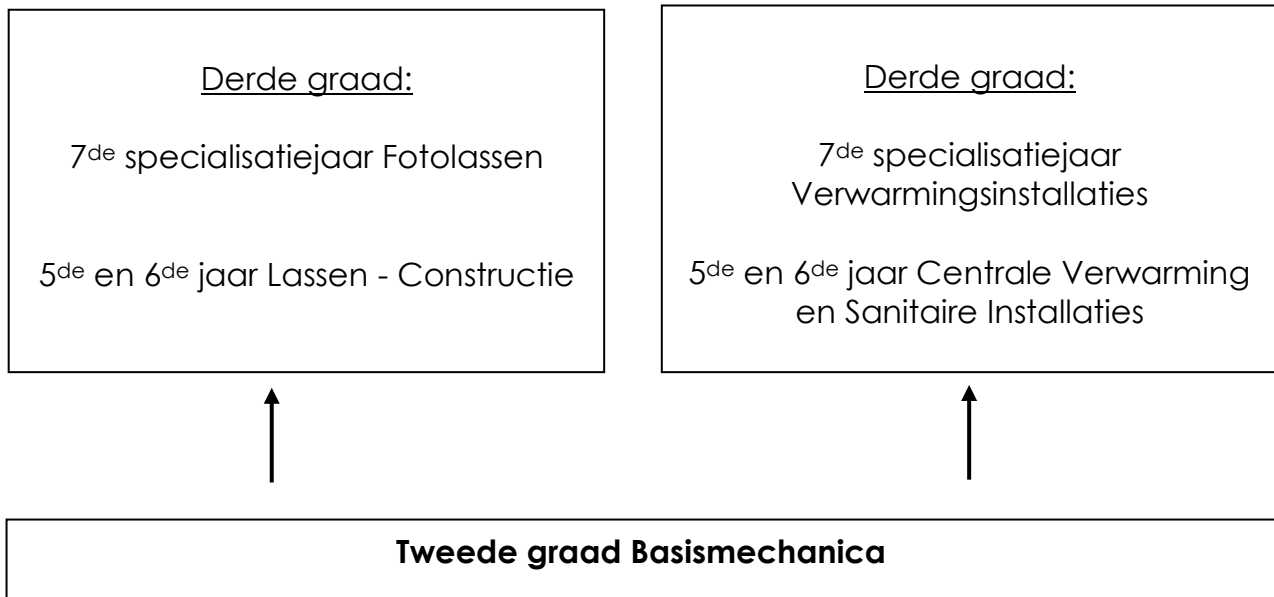 Derde graad:
7de specialisatiejaar Fotolassen
5de en 6de jaar Lassen - Constructie
Derde graad:
7de specialisatiejaar
Verwarmingsinstallaties
5de en 6de jaar Centrale Verwarming
en Sanitaire Installaties
Tweede graad Basismechanica